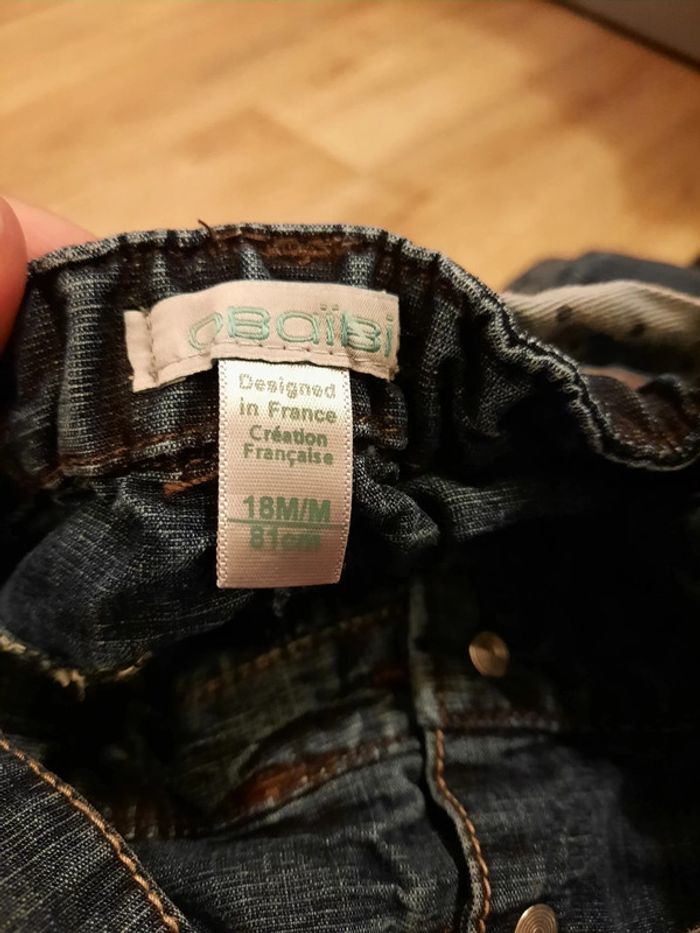 OBaïBi
Designed
in France
Création
Française
18M/M
81cm